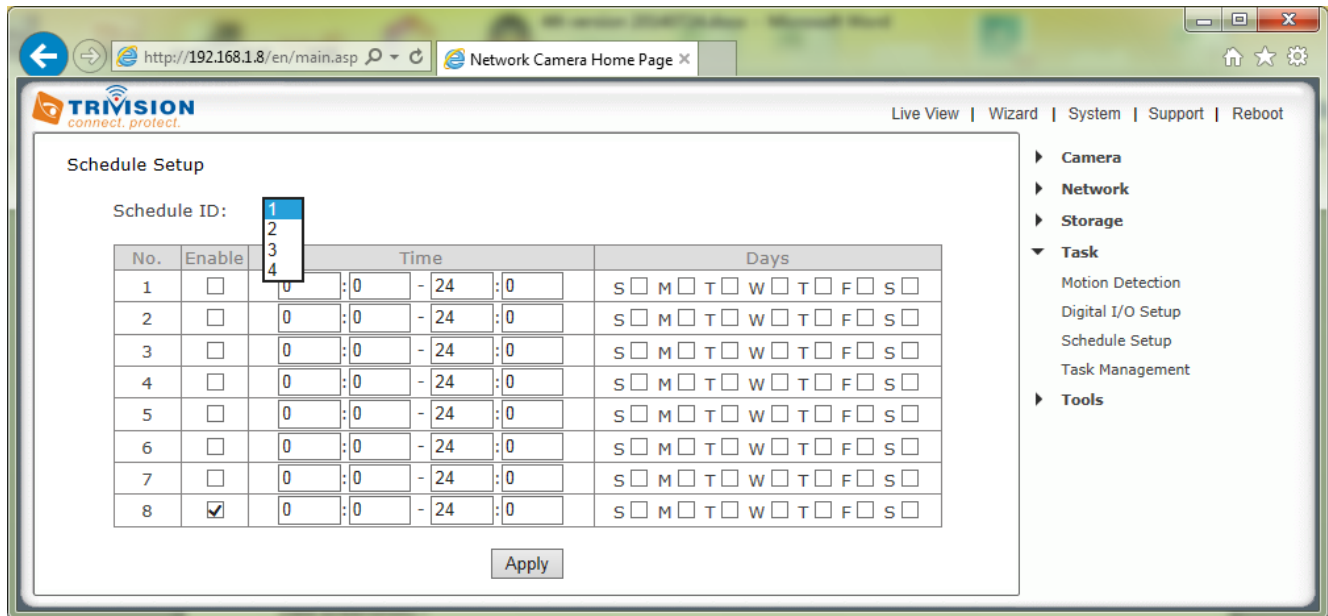 http://192.168.1.8/en/main.asp
Network Camera Home Page
TRIVISION
connect. protect.
Live View | Wizard | System | Support | Reboot
Schedule Setup
Schedule ID:
1
2
3
4
No. Enable Time Days
1 0 : 0 - 24 : 0 S M T W T F S
2 0 : 0 - 24 : 0 S M T W T F S
3 0 : 0 - 24 : 0 S M T W T F S
4 0 : 0 - 24 : 0 S M T W T F S
5 0 : 0 - 24 : 0 S M T W T F S
6 0 : 0 - 24 : 0 S M T W T F S
7 0 : 0 - 24 : 0 S M T W T F S
8 0 : 0 - 24 : 0 S M T W T F S
Apply
Camera
Network
Storage
Task
Motion Detection
Digital I/O Setup
Schedule Setup
Task Management
Tools